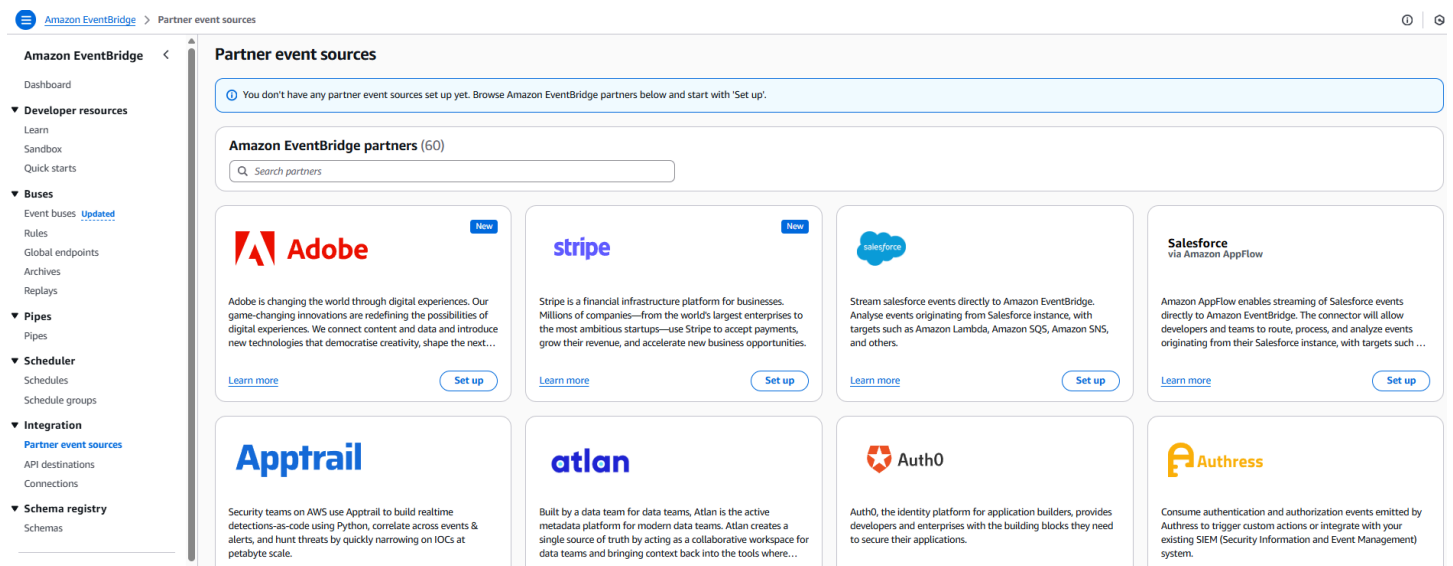 Amazon EventBridge > Partner event sources
Amazon EventBridge
Dashboard
Developer resources
Learn
Sandbox
Quick starts
Buses
Event buses Updated
Rules
Global endpoints
Archives
Replays
Pipes
Pipes
Scheduler
Schedules
Schedule groups
Integration
Partner event sources
API destinations
Connections
Schema registry
Schemas
Partner event sources
You don't have any partner event sources set up yet. Browse Amazon EventBridge partners below and start with 'Set up'.
Amazon EventBridge partners (60)
Search partners
New
Adobe
Adobe is changing the world through digital experiences. Our
game-changing innovations are redefining the possibilities of
digital experiences. We connect content and data and introduce
new technologies that democratise creativity, shape the next…
Learn more
Set up
New
stripe
Stripe is a financial infrastructure platform for businesses.
Millions of companies—from the world's largest enterprises to
the most ambitious startups—use Stripe to accept payments,
grow their revenue, and accelerate new business opportunities.
Learn more
Set up
salesforce
Stream salesforce events directly to Amazon EventBridge.
Analyse events originating from Salesforce instance, with
targets such as Amazon Lambda, Amazon SQS, Amazon SNS,
and others.
Learn more
Set up
Salesforce
via Amazon AppFlow
Amazon AppFlow enables streaming of Salesforce events
directly to Amazon EventBridge. The connector will allow
developers and teams to route, process, and analyze events
originating from their Salesforce instance, with targets such …
Learn more
Set up
Apptrail
Security teams on AWS use Apptrail to build realtime
detections-as-code using Python, correlate across events &
alerts, and hunt threats by quickly narrowing on IOCs at
petabyte scale.
atlan
Built by a data team for data teams, Atlan is the active
metadata platform for modern data teams. Atlan creates a
single source of truth by acting as a collaborative workspace for
data teams and bringing context back into the tools where…
Auth0
Auth0, the identity platform for application builders, provides
developers and enterprises with the building blocks they need
to secure their applications.
Authress
Consume authentication and authorization events emitted by
Authress to trigger custom actions or integrate with your
existing SIEM (Security Information and Event Management)
system.